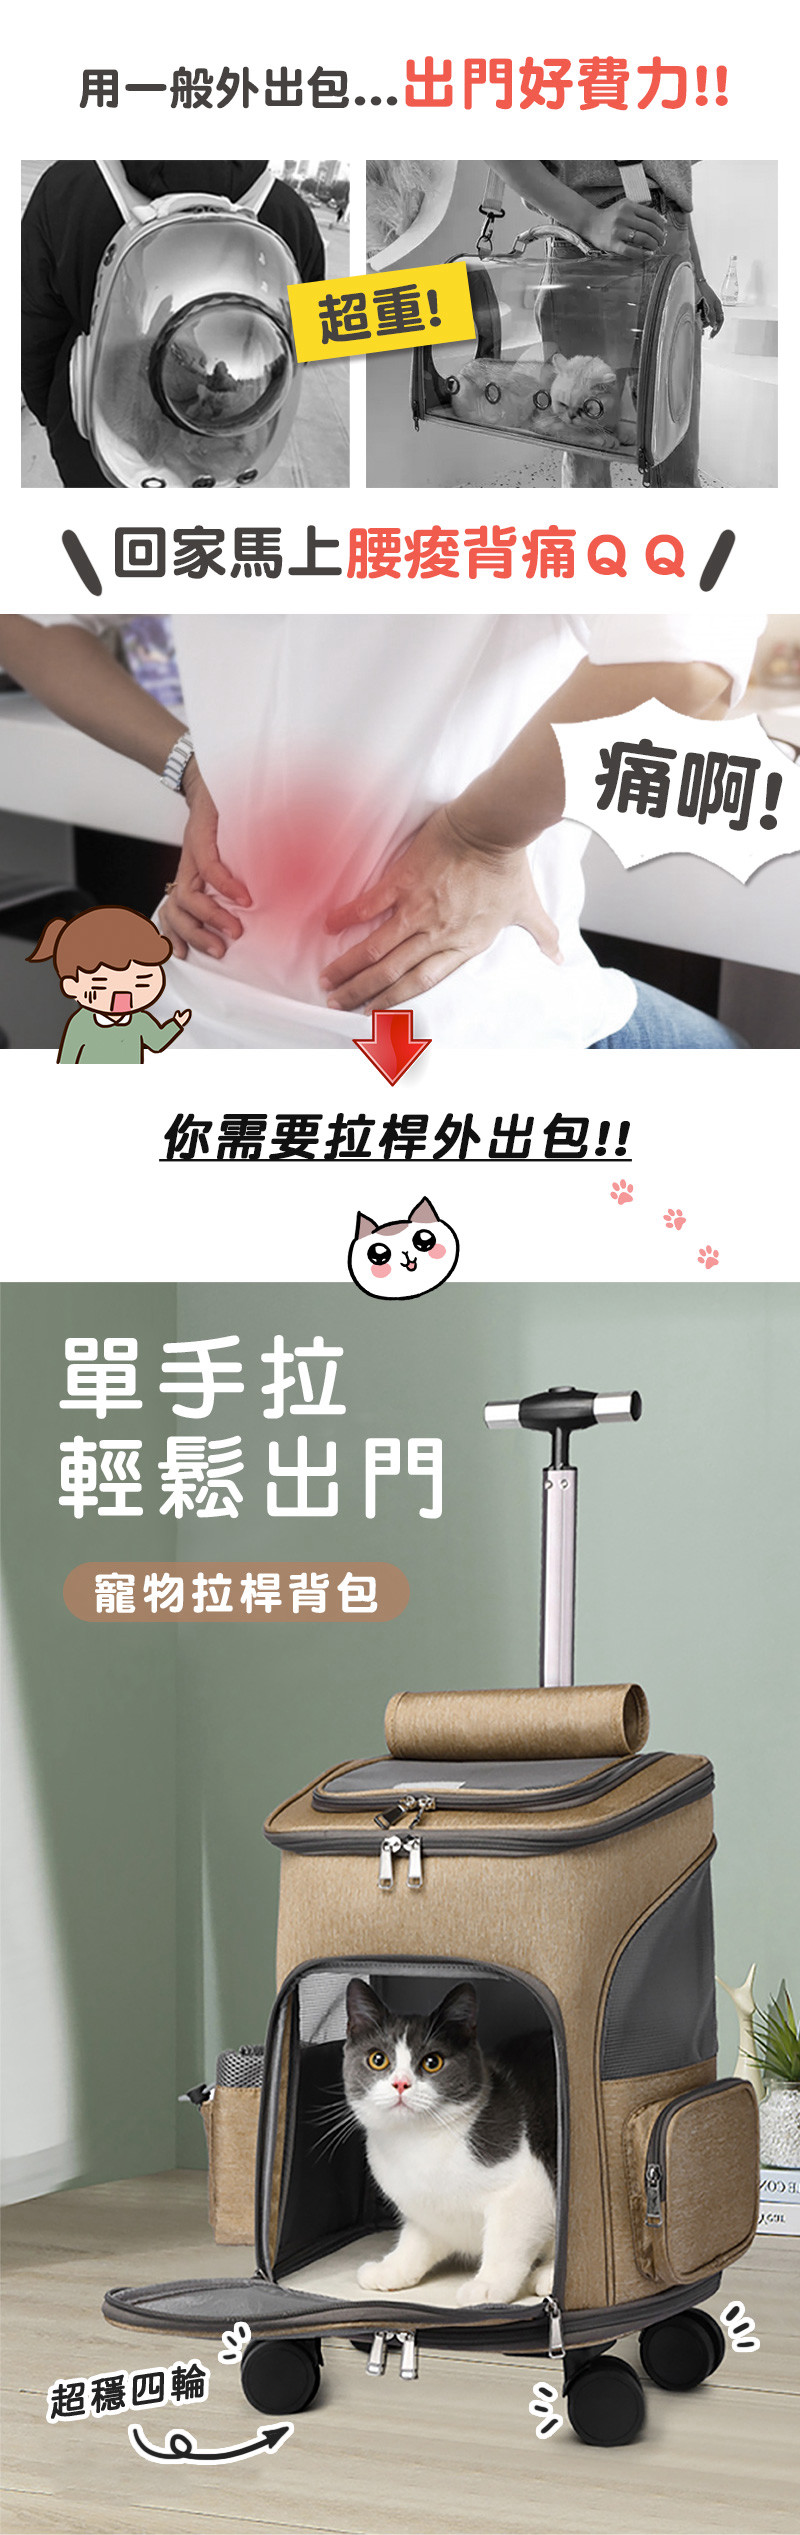 用一般外出包...出門好費力!!
超重!
回家馬上腰痠背痛QQ
痛啊!
你需要拉桿外出包!!
單手拉
輕鬆出門
寵物拉桿背包
超穩四輪